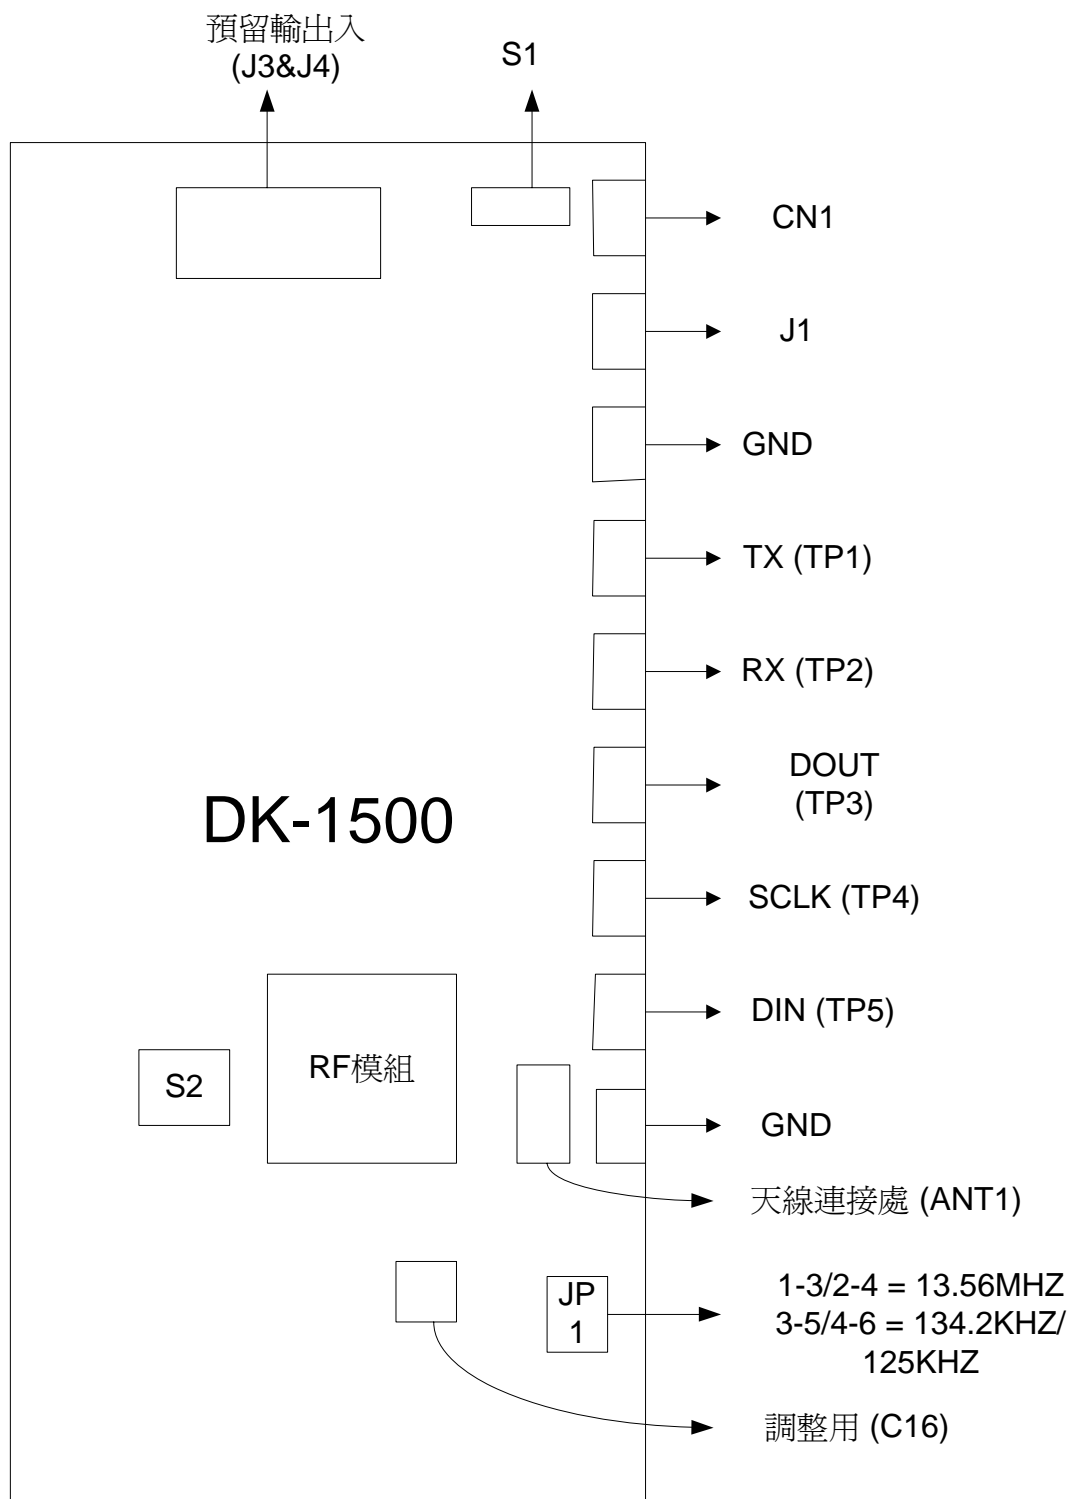 預留輸出入
(J3&J4)
S1
CN1
J1
GND
TX (TP1)
RX (TP2)
DOUT
(TP3)
DK-1500
SCLK (TP4)
DIN (TP5)
RF模組
S2
GND
天線連接處 (ANT1)
JP
1
1-3/2-4 = 13.56MHZ
3-5/4-6 = 134.2KHZ/
125KHZ
調整用 (C16)